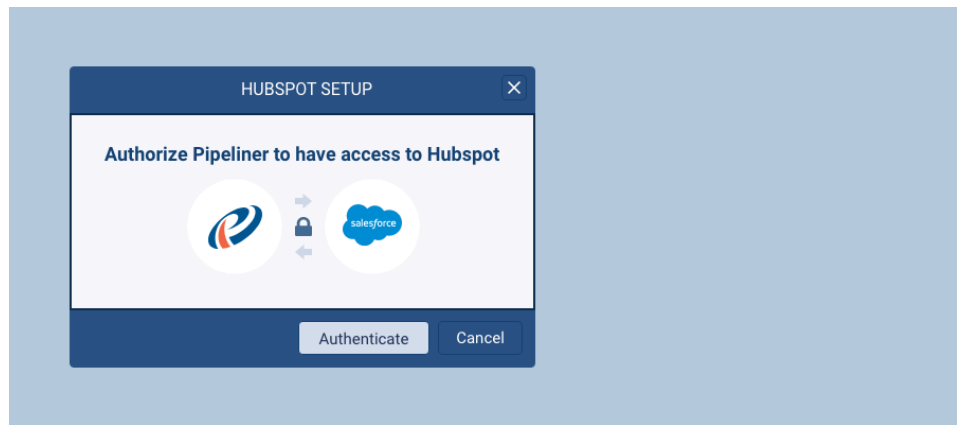 HUBSPOT SETUP
Authorize Pipeliner to have access to Hubspot
salesforce
Authenticate Cancel